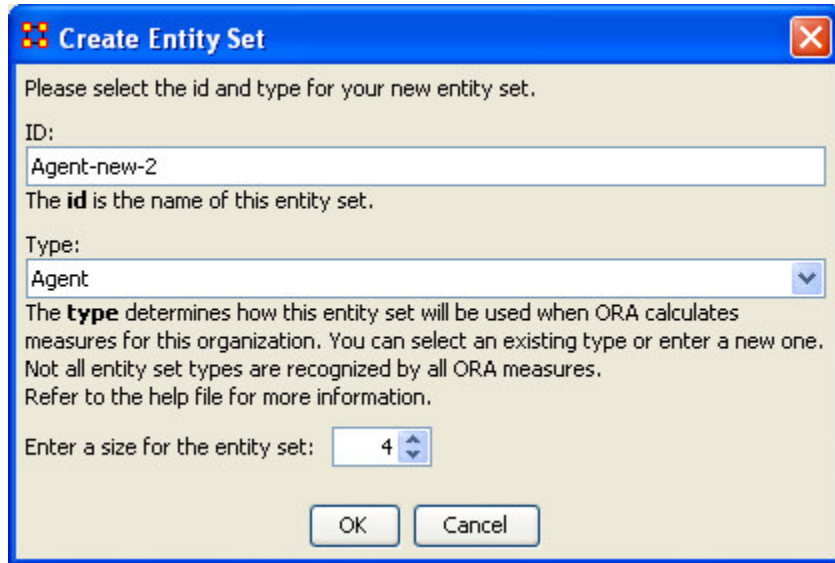 Create Entity Set
Please select the id and type for your new entity set.
ID:
Agent-new-2
The id is the name of this entity set.
Type:
Agent
The type determines how this entity set will be used when ORA calculates
measures for this organization. You can select an existing type or enter a new one.
Not all entity set types are recognized by all ORA measures.
Refer to the help file for more information.
Enter a size for the entity set: 4
OK Cancel